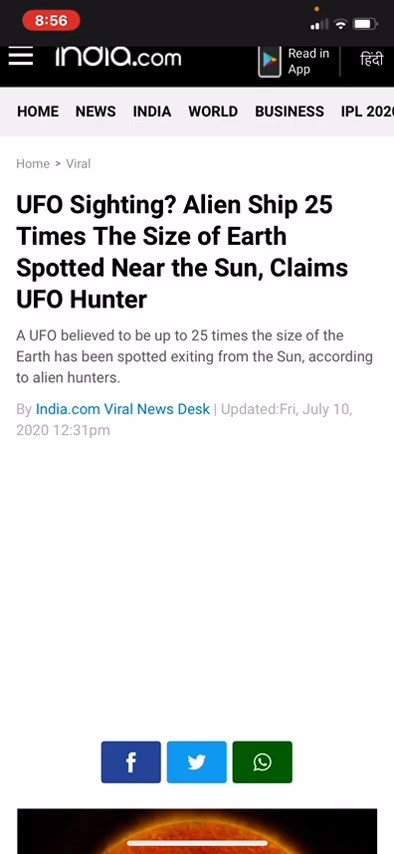 8:56
india.com
Read in
App
हिंदी
HOME NEWS INDIA WORLD BUSINESS IPL 202
Home > Viral
UFO Sighting? Alien Ship 25
Times The Size of Earth
Spotted Near the Sun, Claims
UFO Hunter
A UFO believed to be up to 25 times the size of the
Earth has been spotted exiting from the Sun, according
to alien hunters.
By India.com Viral News Desk | Updated:Fri, July 10,
2020 12:31pm